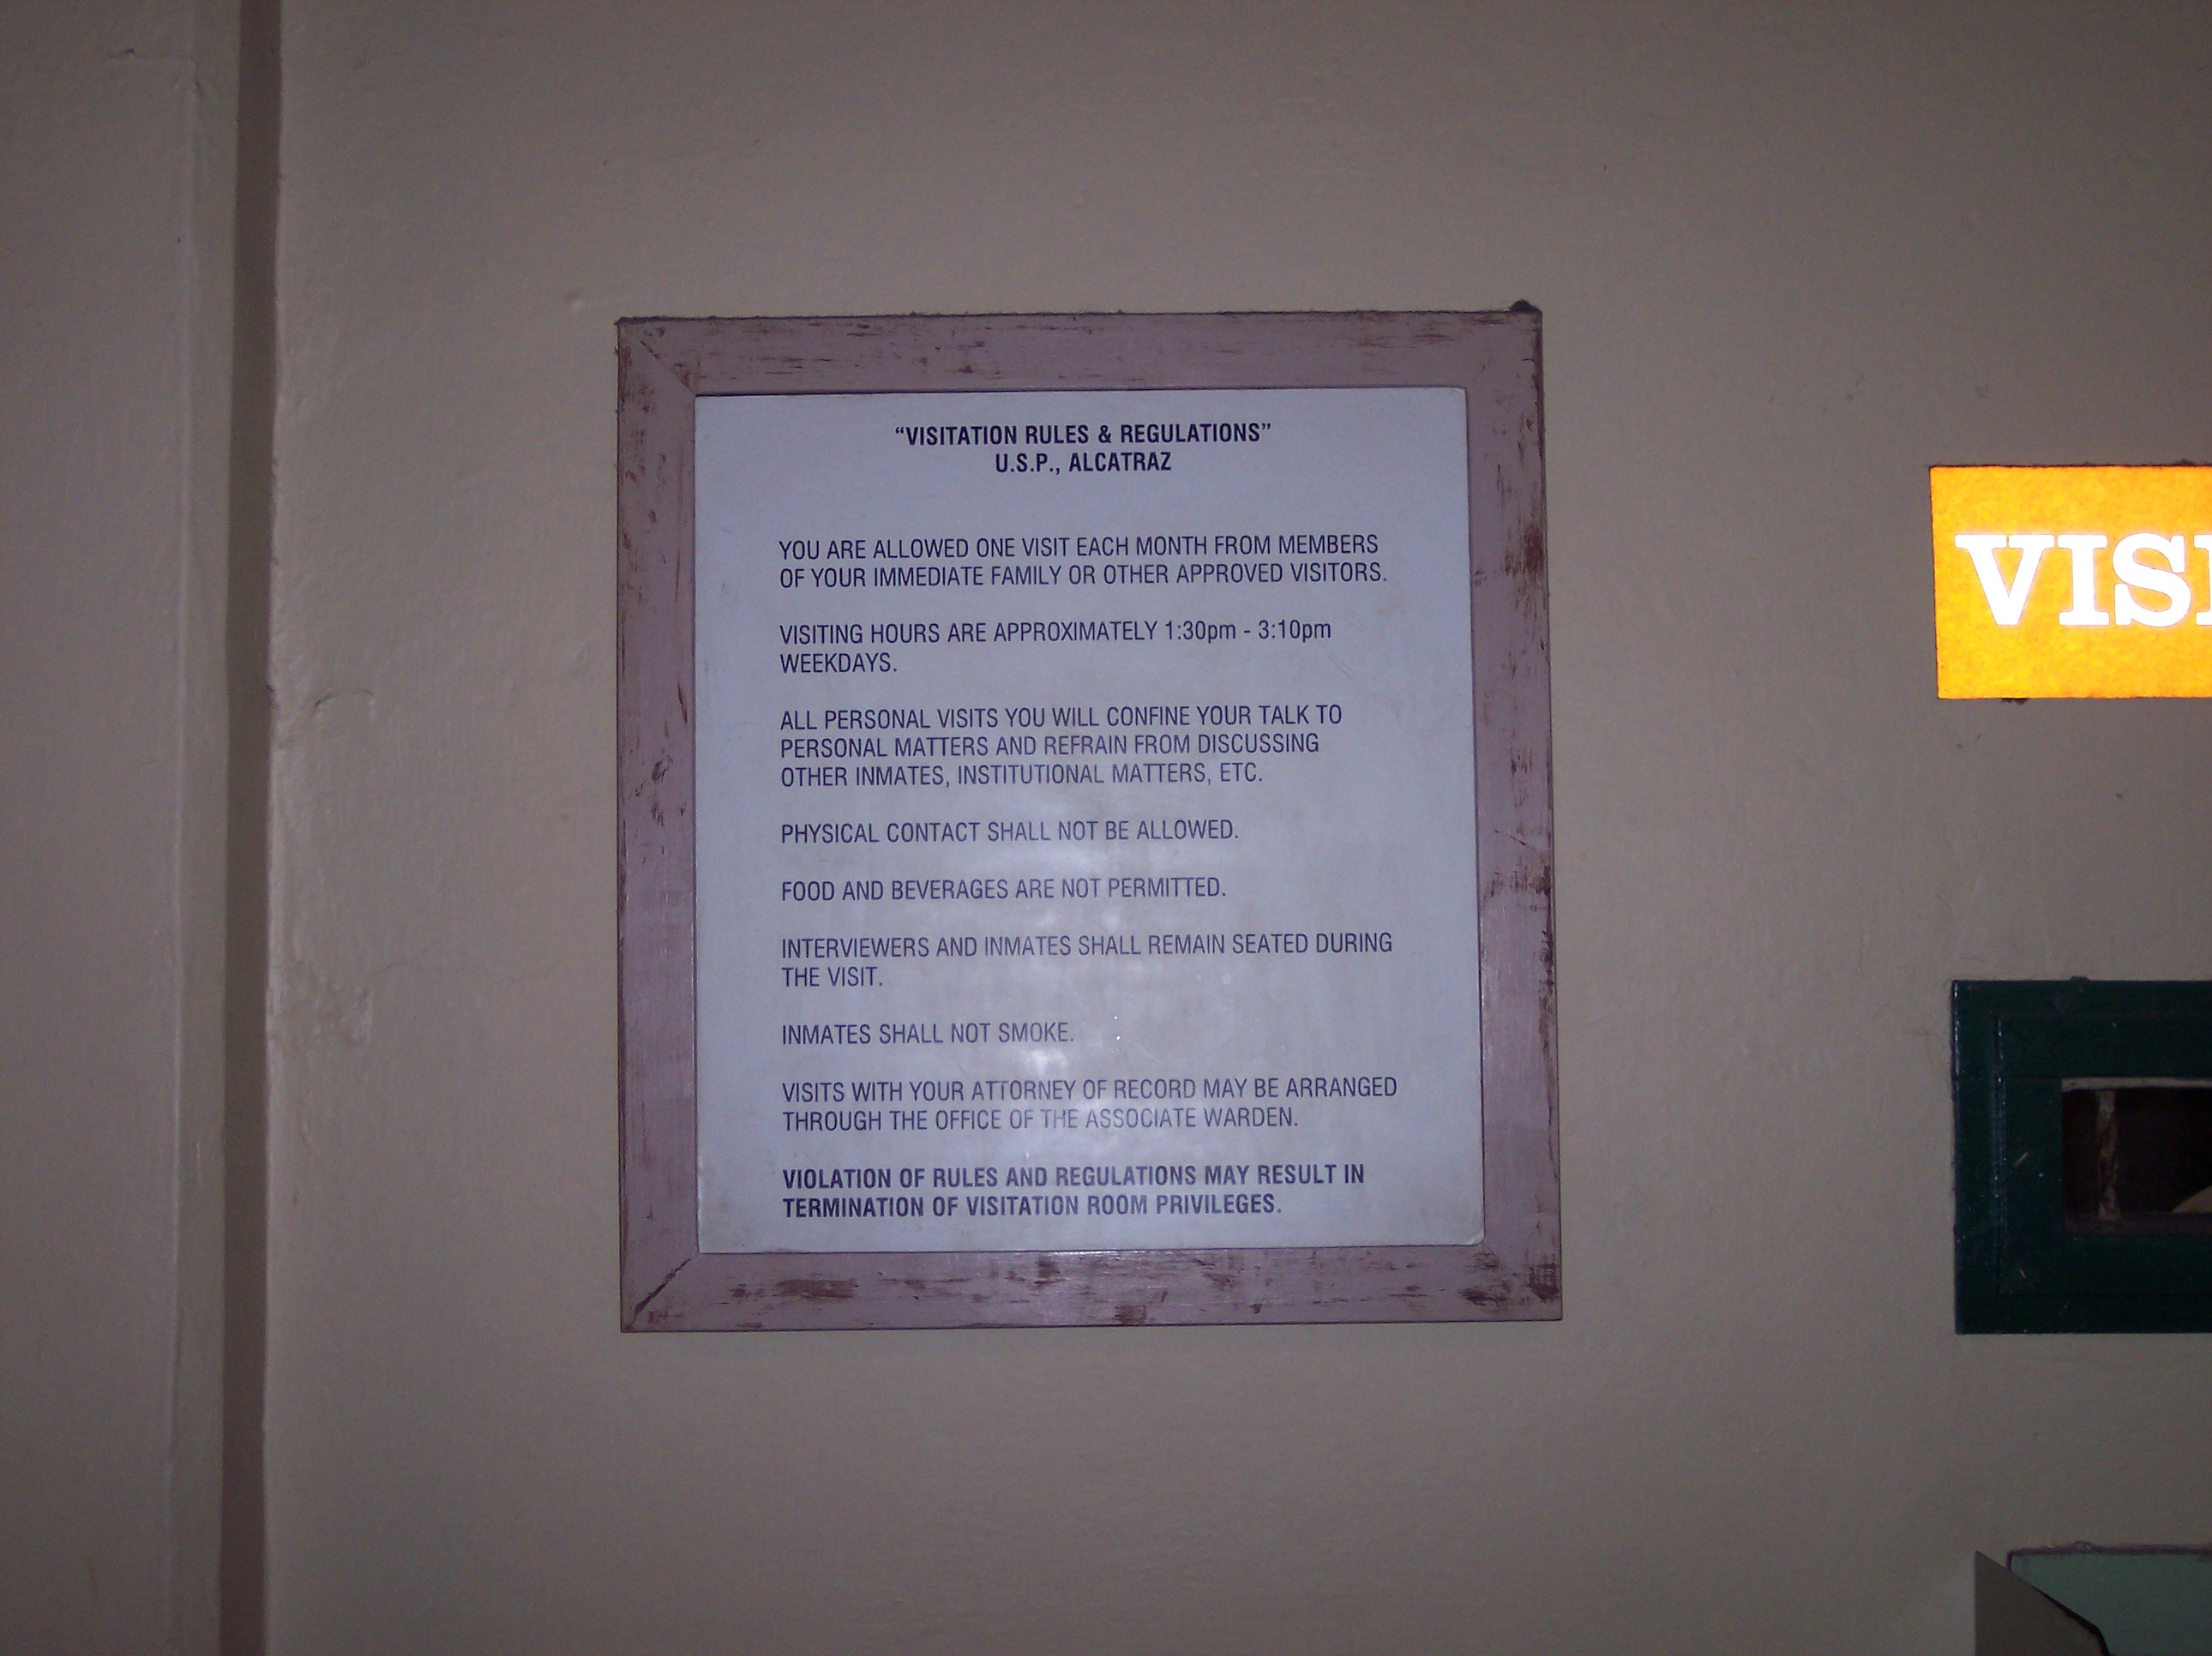 “VISITATION RULES & REGULATIONS”
U.S.P., ALCATRAZ
YOU ARE ALLOWED ONE VISIT EACH MONTH FROM MEMBERS
OF YOUR IMMEDIATE FAMILY OR OTHER APPROVED VISITORS.
VISITING HOURS ARE APPROXIMATELY 1:30pm - 3:10pm
WEEKDAYS.
ALL PERSONAL VISITS YOU WILL CONFINE YOUR TALK TO
PERSONAL MATTERS AND REFRAIN FROM DISCUSSING
OTHER INMATES, INSTITUTIONAL MATTERS, ETC.
PHYSICAL CONTACT SHALL NOT BE ALLOWED.
FOOD AND BEVERAGES ARE NOT PERMITTED.
INTERVIEWERS AND INMATES SHALL REMAIN SEATED DURING
THE VISIT.
INMATES SHALL NOT SMOKE.
VISITS WITH YOUR ATTORNEY OF RECORD MAY BE ARRANGED
THROUGH THE OFFICE OF THE ASSOCIATE WARDEN.
VIOLATION OF RULES AND REGULATIONS MAY RESULT IN
TERMINATION OF VISITATION ROOM PRIVILEGES.
VISI